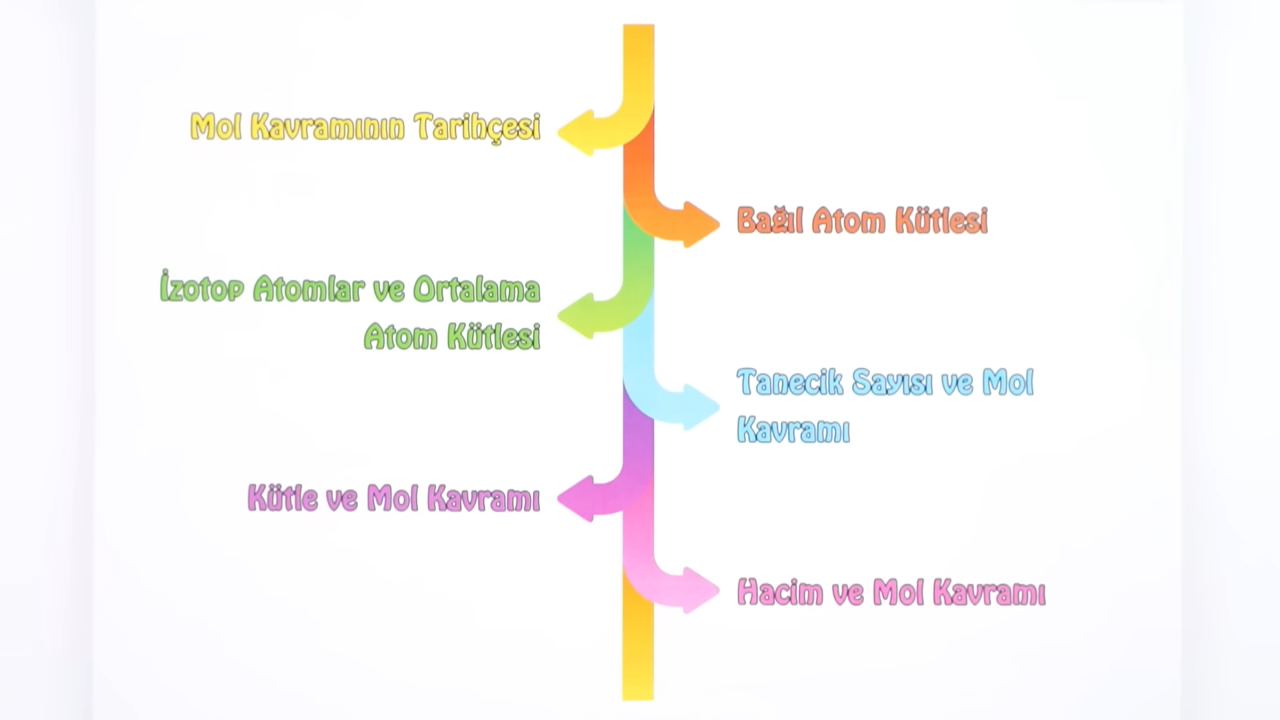 Mol Kavramının Tarihçesi
Bağıl Atom Kütlesi
İzotop Atomlar ve Ortalama
Atom Kütlesi
Tanecik Sayısı ve Mol
Kavramı
Kütle ve Mol Kavramı
Hacim ve Mol Kavramı